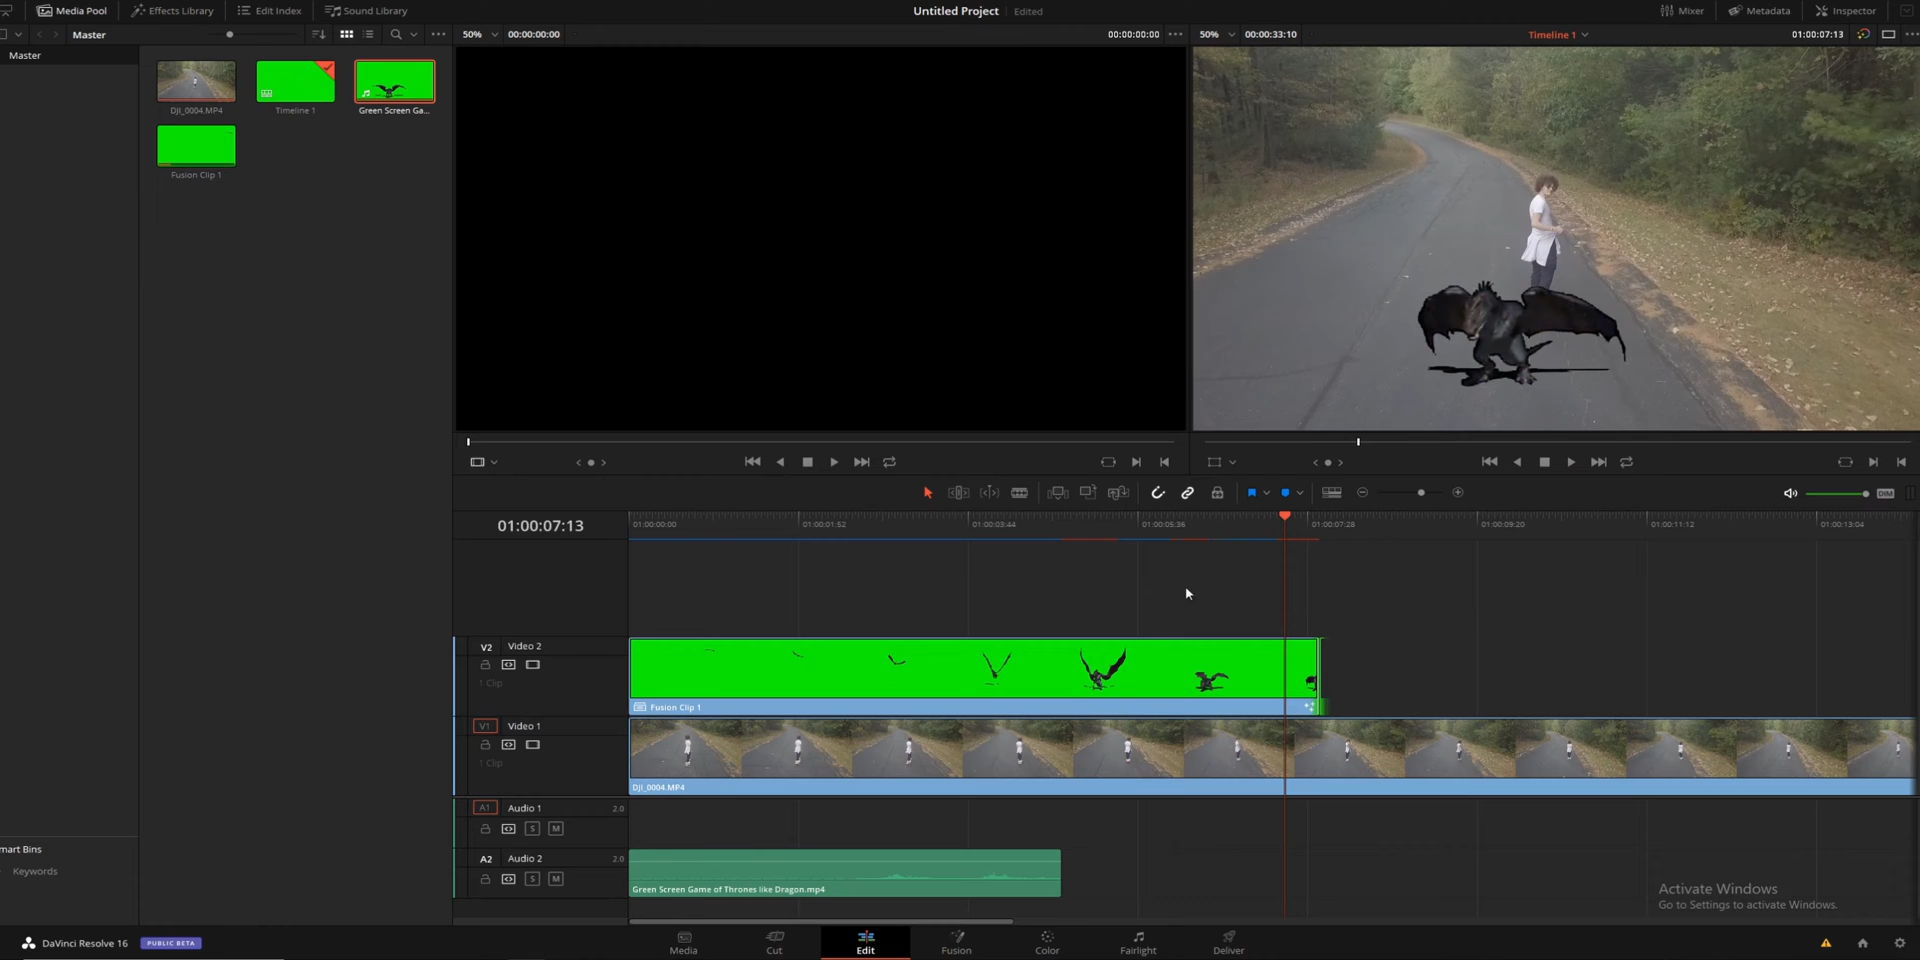 Media Pool Effects Library Edit Index Sound Library Untitled Project Edited Mixer Metadata Inspector
Master 50% 00:00:00:00 00:00:00:00 50% 00:00:33:10 Timeline 1 01:00:07:13
Master
DJI_0004.MP4 Timeline 1 Green Screen Ga...
Fusion Clip 1
DIM
01:00:07:13 01:00:00:00 01:00:01:52 01:00:03:44 01:00:05:36 01:00:07:28 01:00:09:20 01:00:11:12 01:00:13:04
V2 Video 2
1 Clip
Fusion Clip 1
V1 Video 1
1 Clip
DJI_0004.MP4
A1 Audio 1 2.0
S M
mart Bins
A2 Audio 2 2.0
Keywords
S M
Green Screen Game of Thrones like Dragon.mp4
Activate Windows
Go to Settings to activate Windows.
DaVinci Resolve 16 PUBLIC BETA
Media Cut Edit Fusion Color Fairlight Deliver